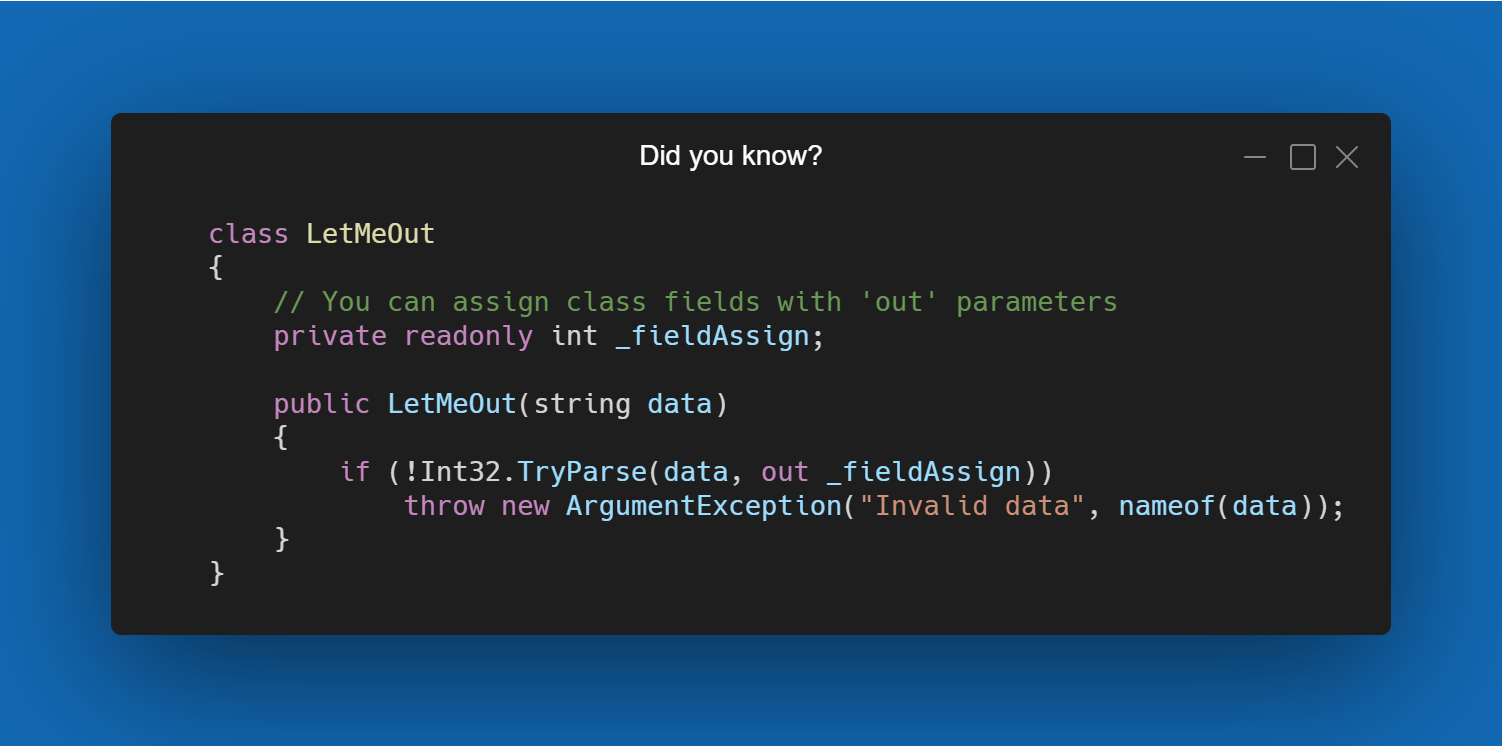 Did you know?
class LetMeOut
{
    // You can assign class fields with 'out' parameters
    private readonly int _fieldAssign;

    public LetMeOut(string data)
    {
        if (!Int32.TryParse(data, out _fieldAssign))
            throw new ArgumentException("Invalid data", nameof(data));
    }
}